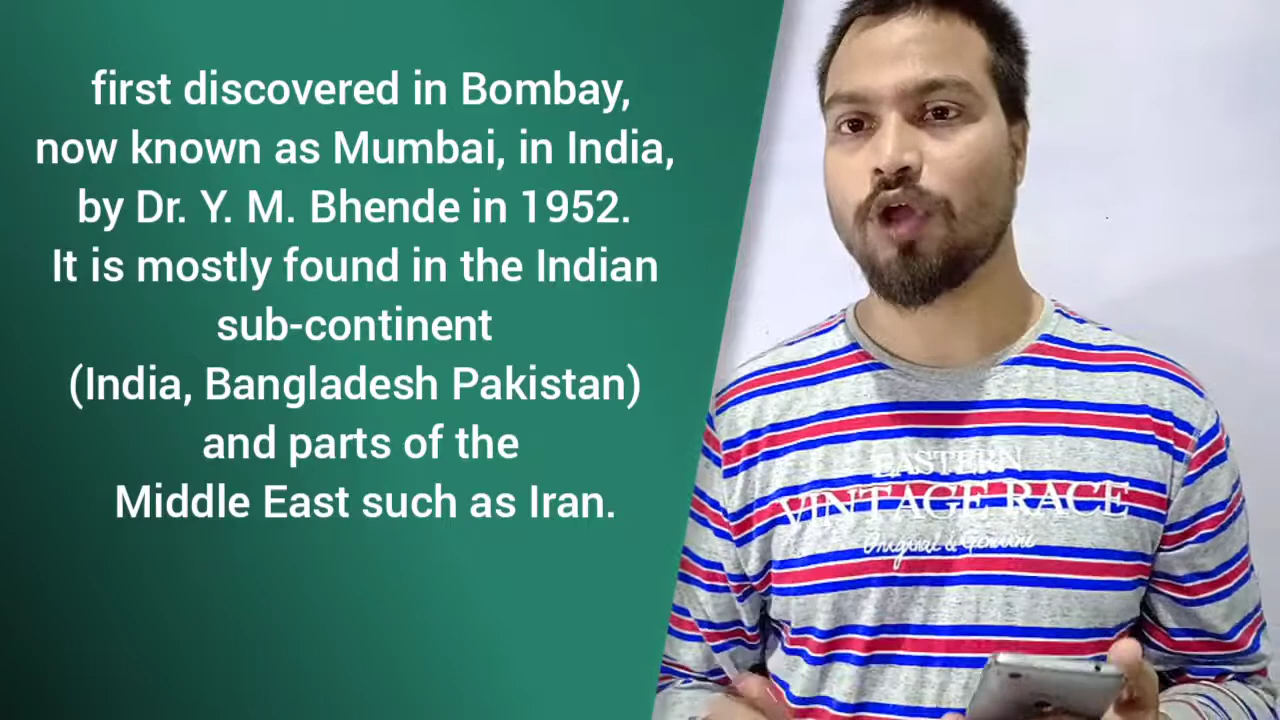 first discovered in Bombay,
now known as Mumbai, in India,
by Dr. Y. M. Bhende in 1952.
It is mostly found in the Indian
sub-continent
(India, Bangladesh Pakistan)
and parts of the
Middle East such as Iran.
EASTERN
VINTAGE RACE
Original & Genuine